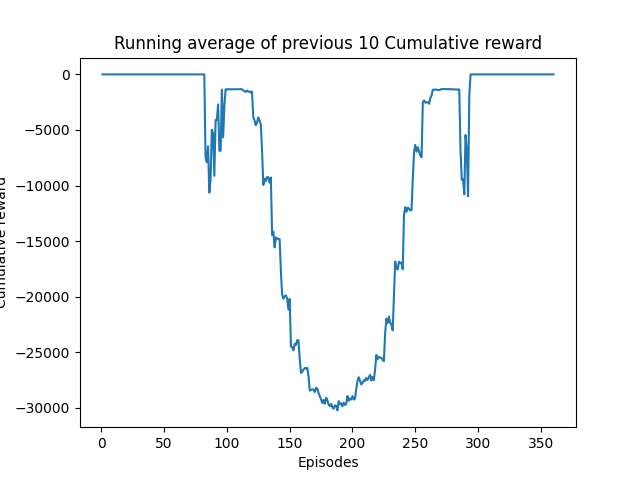 Running average of previous 10 Cumulative reward
Cumulative reward
0
−5000
−10000
−15000
−20000
−25000
−30000
0 50 100 150 200 250 300 350
Episodes